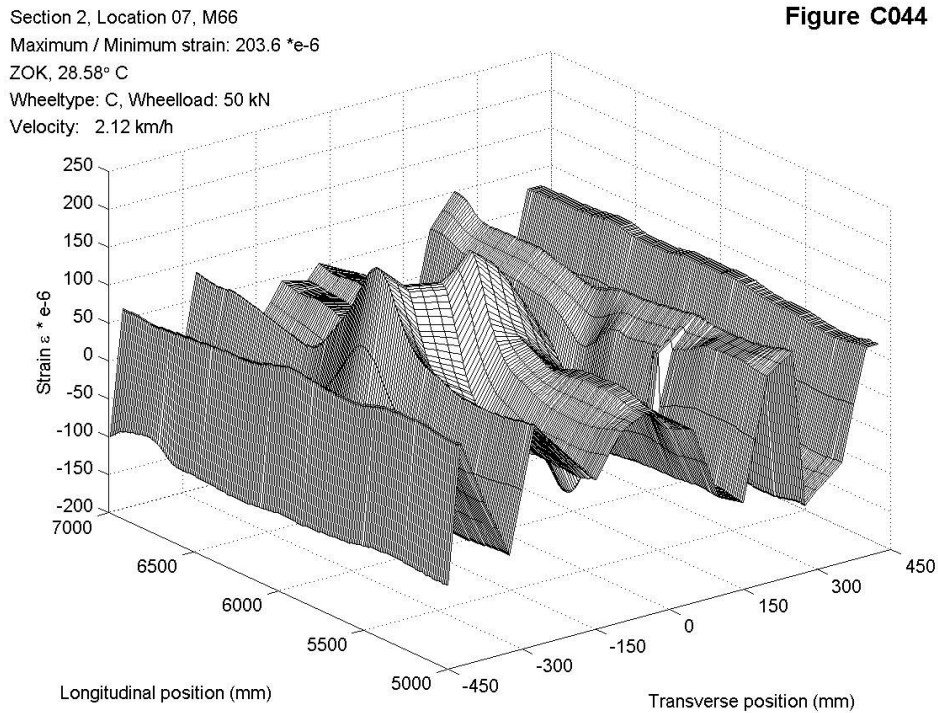 Section 2, Location 07, M66
Figure C044
Maximum / Minimum strain: 203.6 *e-6
ZOK, 28.58° C
Wheeltype: C, Wheelload: 50 kN
Velocity: 2.12 km/h
250
200
150
100
50
0
-50
-100
-150
-200
Strain ε * e-6
7000
6500
6000
5500
5000
Longitudinal position (mm)
-450
-300
-150
0
150
300
450
Transverse position (mm)